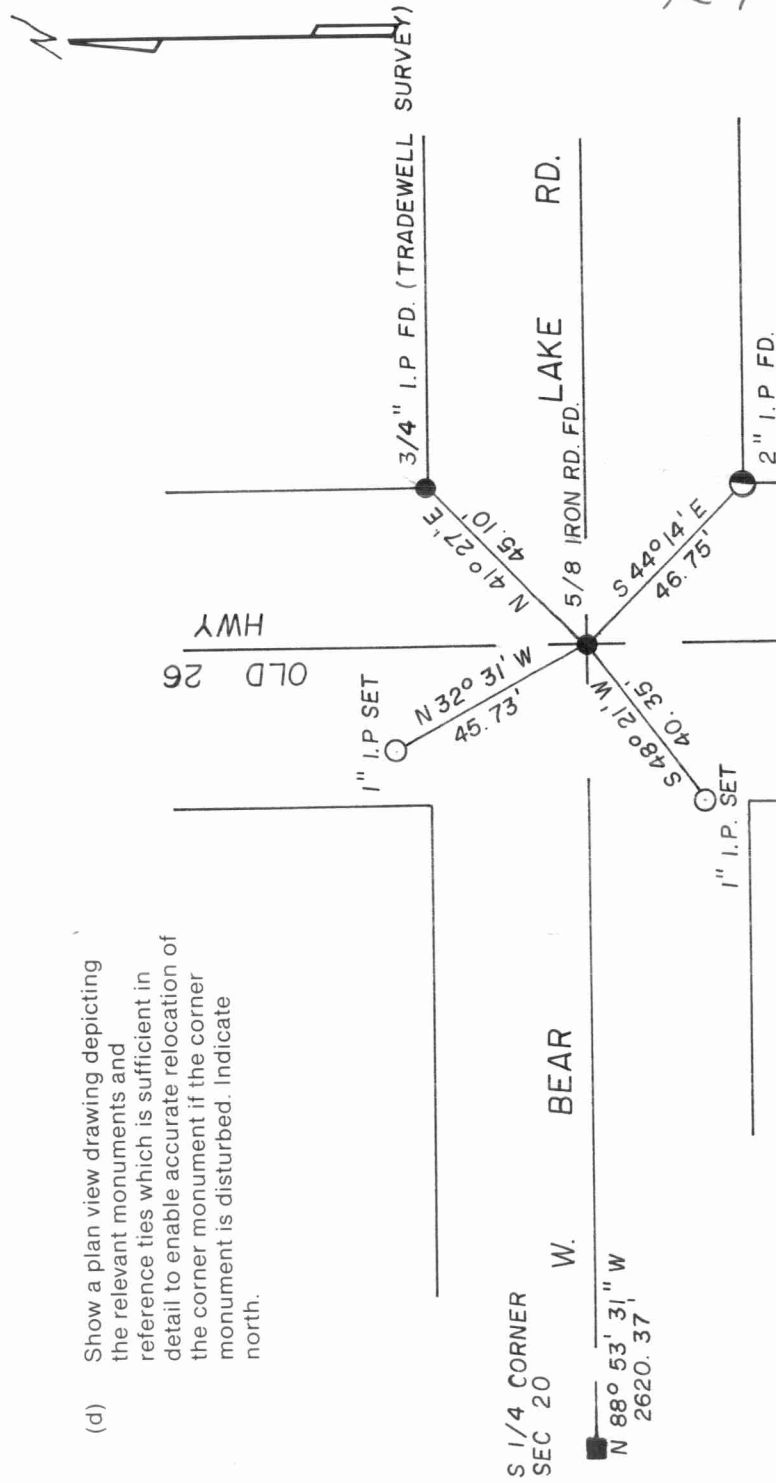 (d) Show a plan view drawing depicting
the relevant monuments and
reference ties which is sufficient in
detail to enable accurate relocation of
the corner monument if the corner
monument is disturbed. Indicate
north.
N
3/4" I.P FD. (TRADEWELL SURVEY)
OLD 26
HWY
1" I.P SET
N 32° 31' W
45.73'
N 41° 27' E
45.10'
5/8 IRON RD. FD.
W. BEAR LAKE RD.
S 48° 21' W
40.35'
S 44° 14' E
46.75'
1" I.P. SET
2" I.P FD.
S 1/4 CORNER
SEC 20
N 88° 53' 31" W
2620.37'